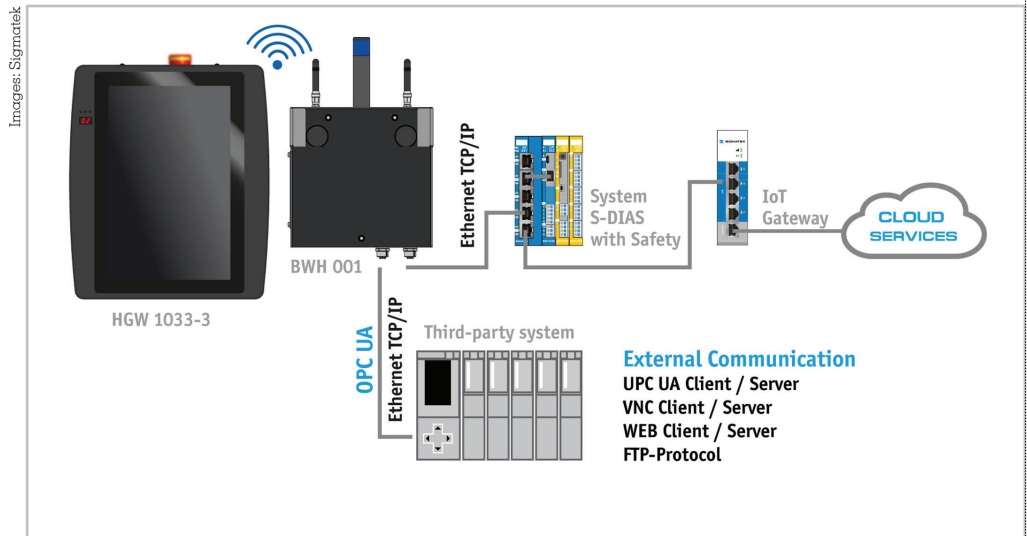 Images: Sigmatek
HGW 1033-3
BWH 001
Ethernet TCP/IP
System
S-DIAS
with Safety
SIGMATEK
IoT
Gateway
CLOUD
SERVICES
OPC UA
Ethernet TCP/IP
Third-party system
External Communication
UPC UA Client / Server
VNC Client / Server
WEB Client / Server
FTP-Protocol